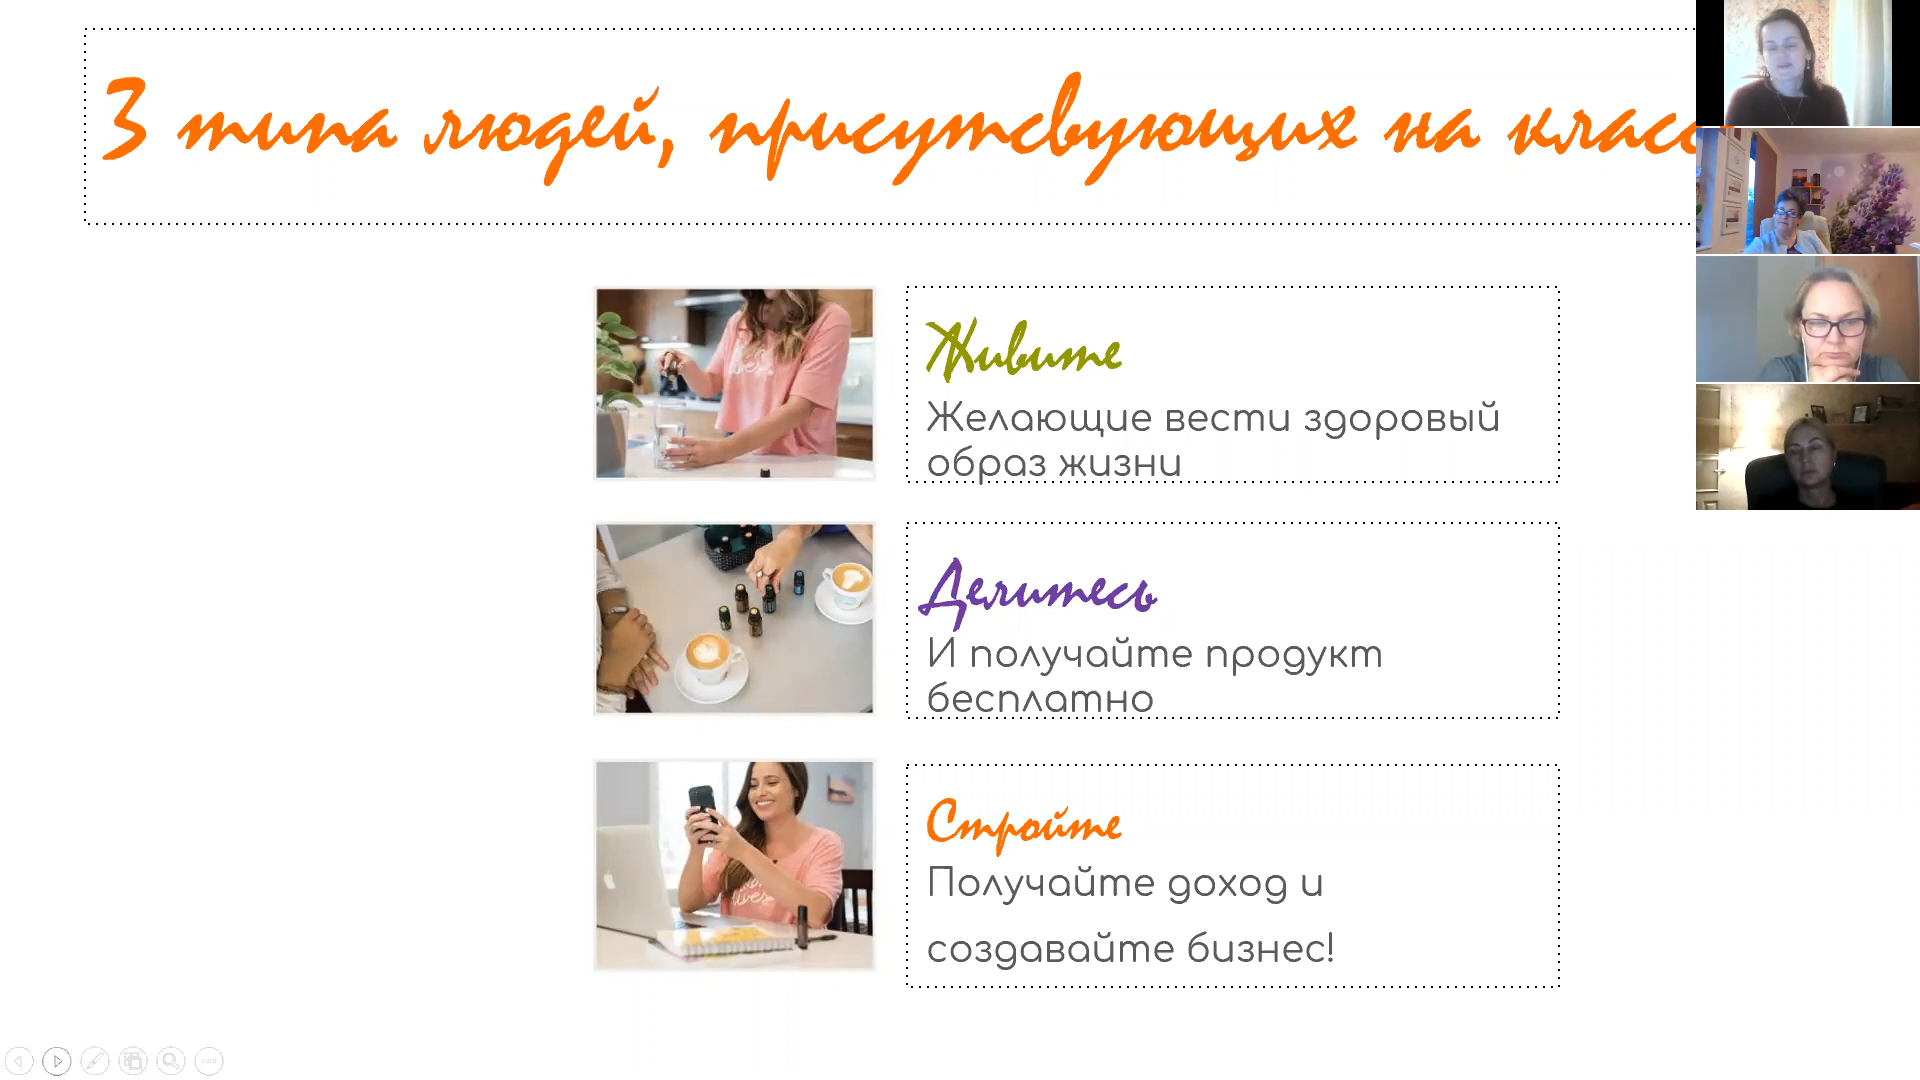 3 типа людей, присутсвующих на класс
Живите
Желающие вести здоровый
образ жизни
Делитесь
И получайте продукт
бесплатно
Стройте
Получайте доход и
создавайте бизнес!